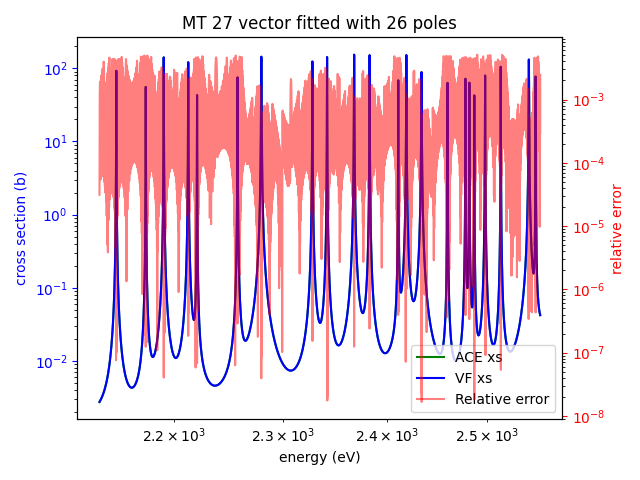 MT 27 vector fitted with 26 poles
cross section (b)
10²
10¹
10⁰
10⁻¹
10⁻²
10⁻³
10⁻⁴
10⁻⁵
10⁻⁶
10⁻⁷
10⁻⁸
relative error
ACE xs
VF xs
Relative error
2.2 × 10³ 2.3 × 10³ 2.4 × 10³ 2.5 × 10³
energy (eV)